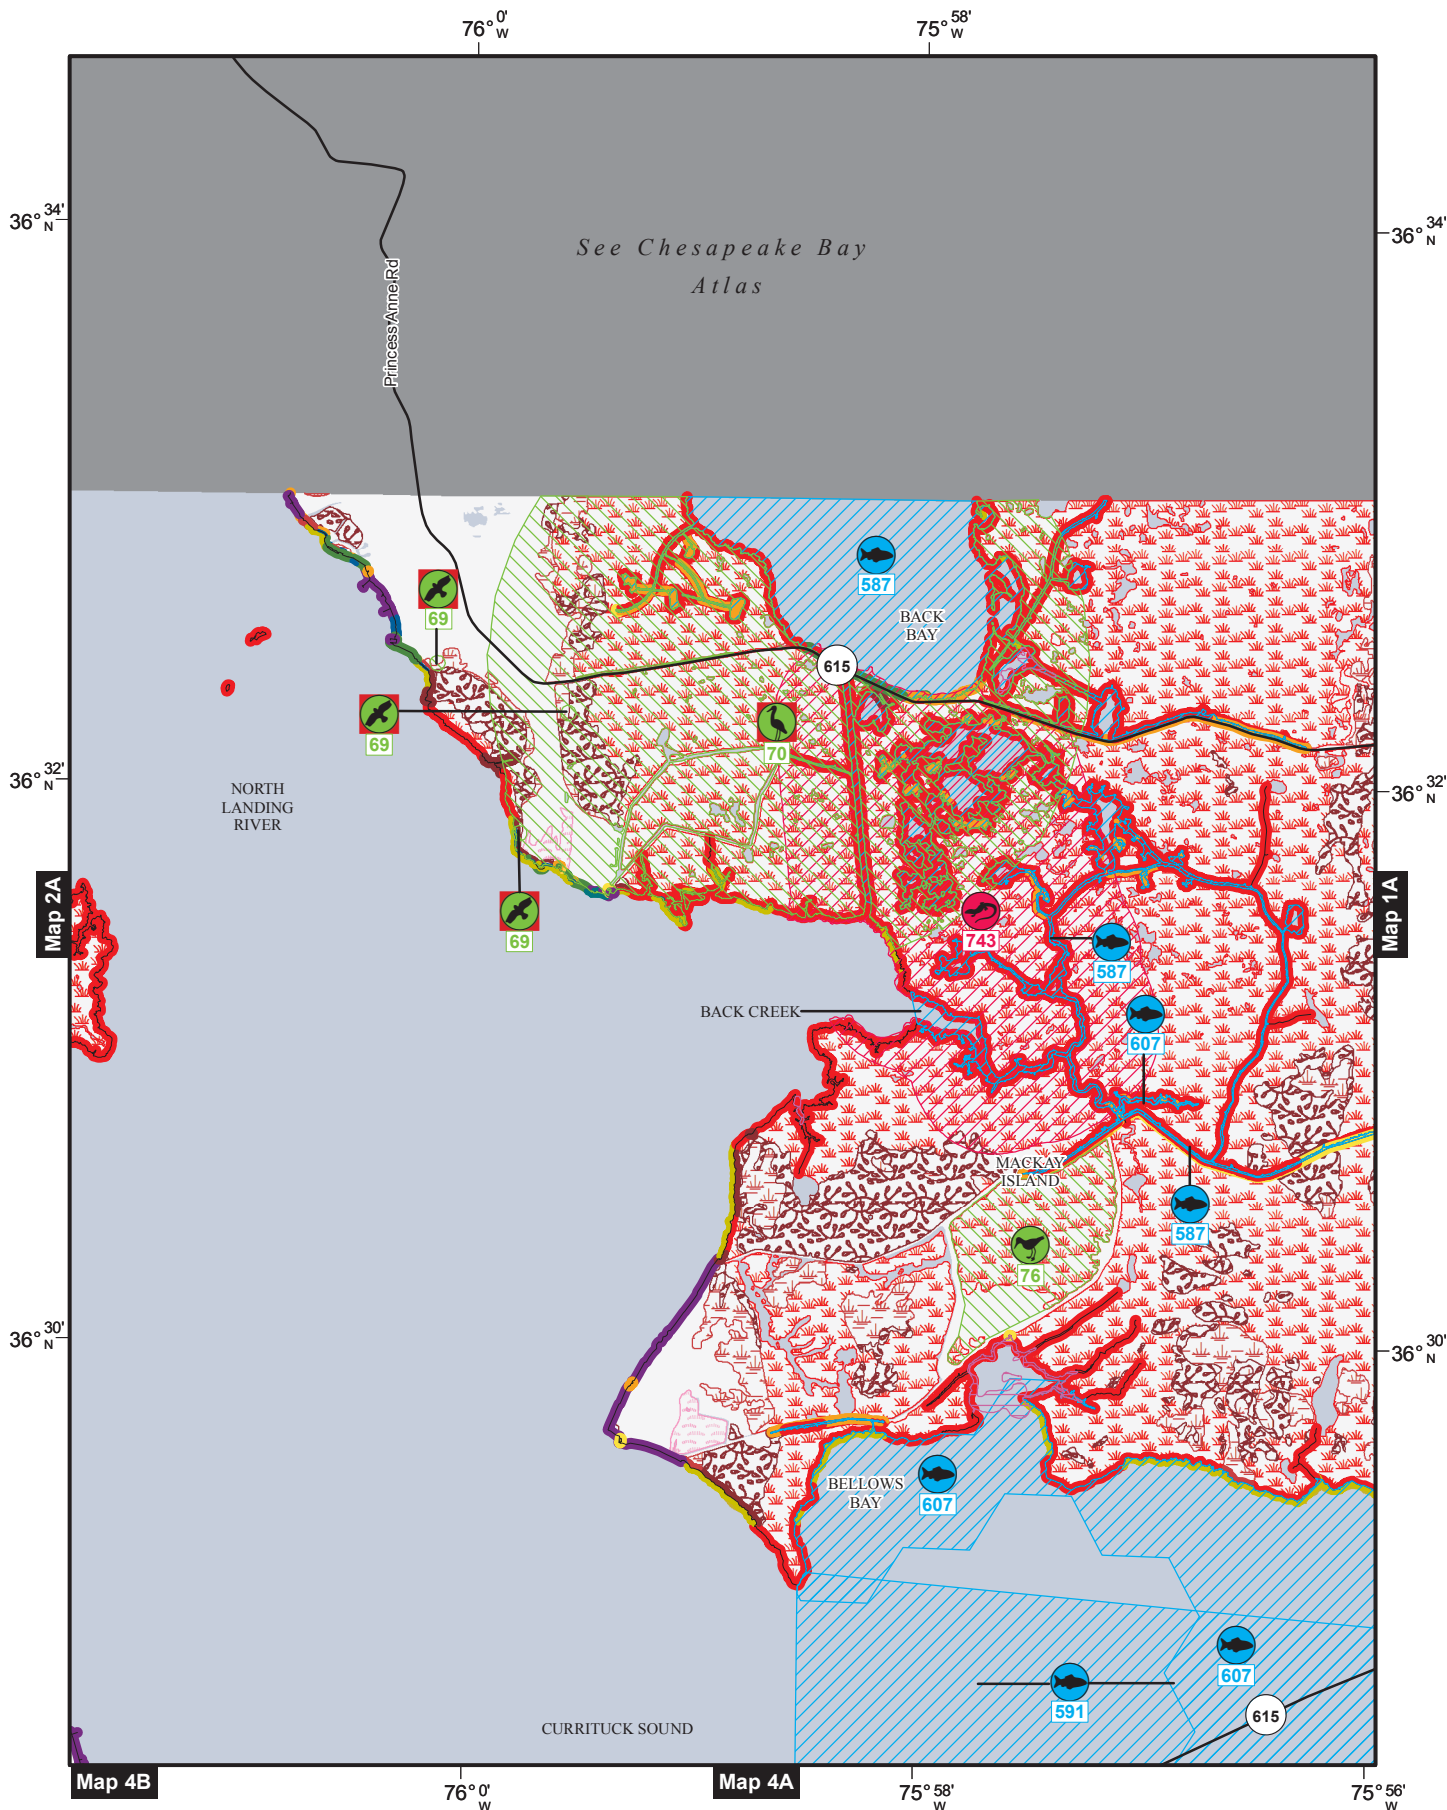 76° 0' W
75° 58' W
36° 34' N
36° 34' N
See Chesapeake Bay
Atlas
Princess Anne Rd
587
BACK
BAY
69
615
69
70
36° 32' N
36° 32' N
NORTH
LANDING
RIVER
Map 2A
Map 1A
69
743
587
BACK CREEK
607
MACKAY
ISLAND
587
76
36° 30' N
36° 30' N
BELLOWS
BAY
607
607
591
615
CURRITUCK SOUND
Map 4B
Map 4A
76° 0' W
75° 58' W
75° 56' W